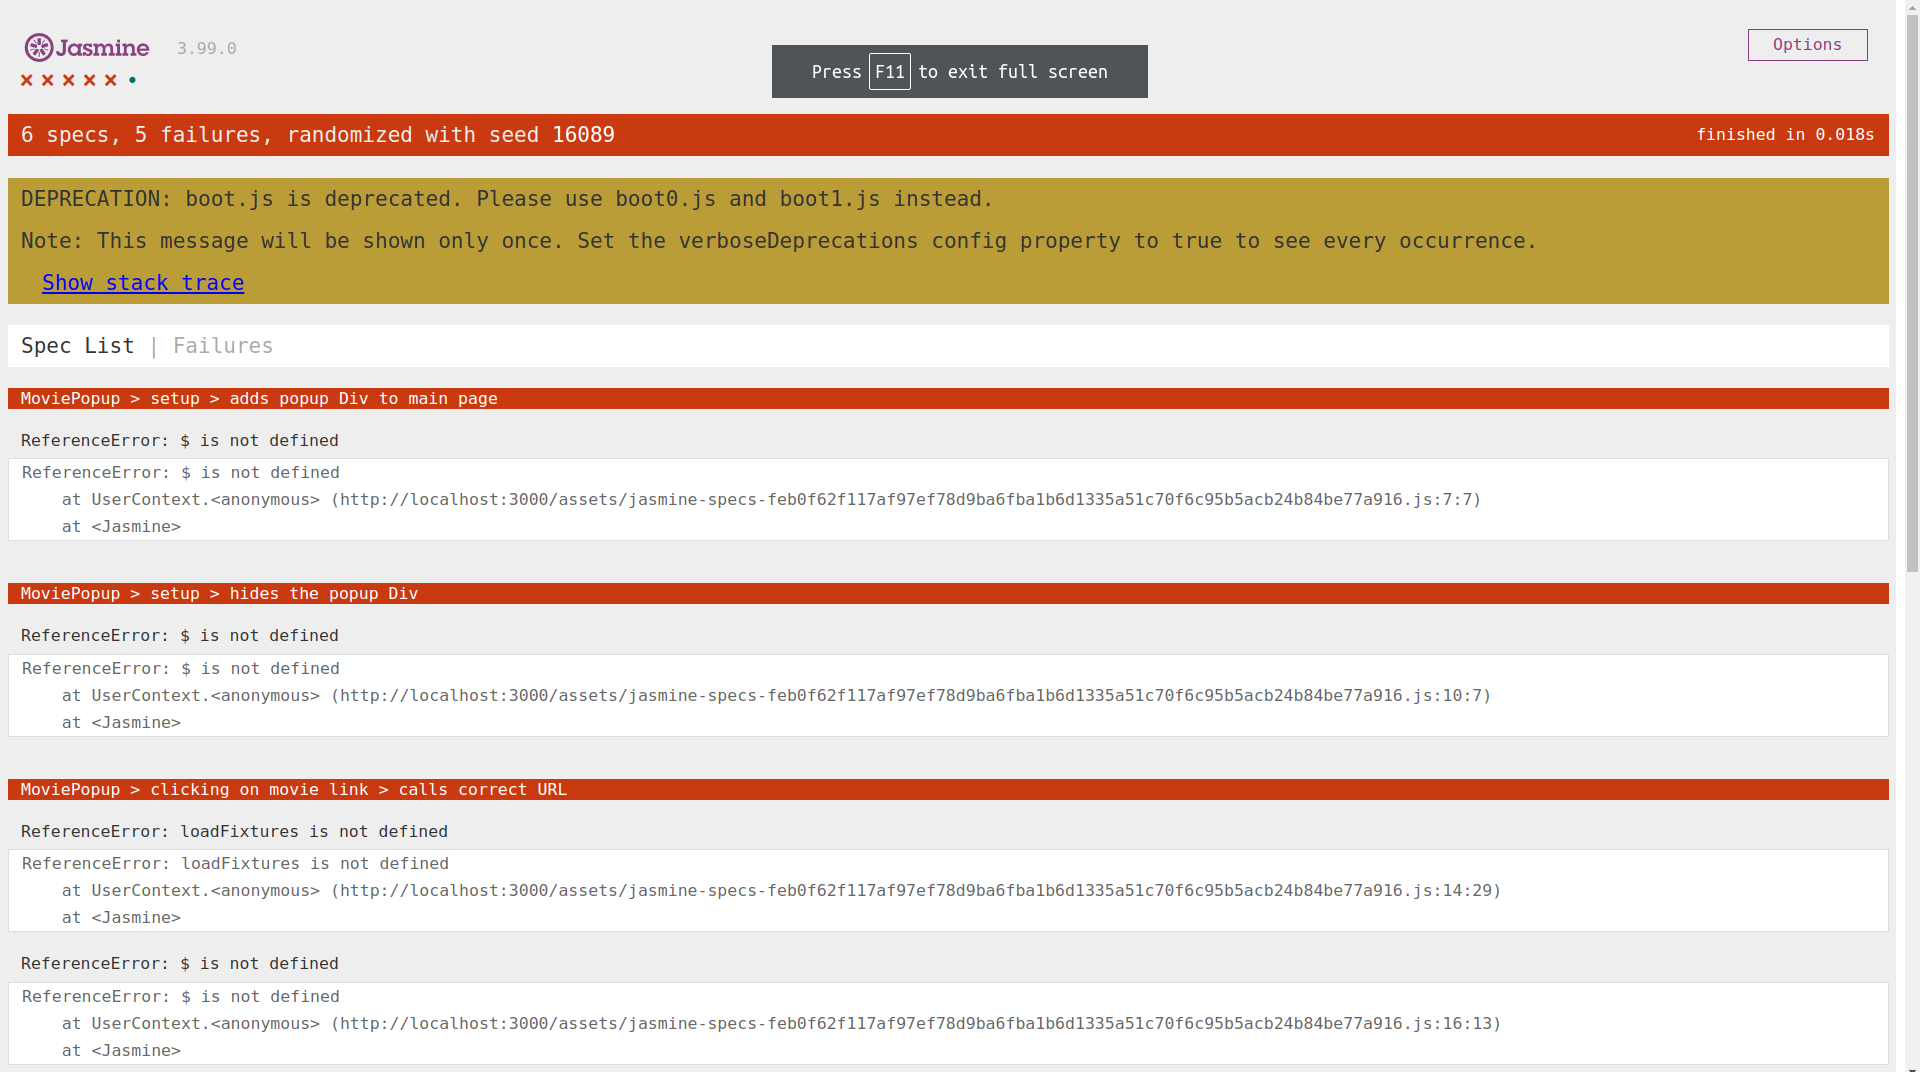 Jasmine 3.99.0
Options
Press F11 to exit full screen
× × × × × •
6 specs, 5 failures, randomized with seed 16089
finished in 0.018s
DEPRECATION: boot.js is deprecated. Please use boot0.js and boot1.js instead.
Note: This message will be shown only once. Set the verboseDeprecations config property to true to see every occurrence.
Show stack trace
Spec List | Failures
MoviePopup > setup > adds popup Div to main page
ReferenceError: $ is not defined
ReferenceError: $ is not defined
at UserContext.<anonymous> (http://localhost:3000/assets/jasmine-specs-feb0f62f117af97ef78d9ba6fba1b6d1335a51c70f6c95b5acb24b84be77a916.js:7:7)
at <Jasmine>
MoviePopup > setup > hides the popup Div
ReferenceError: $ is not defined
ReferenceError: $ is not defined
at UserContext.<anonymous> (http://localhost:3000/assets/jasmine-specs-feb0f62f117af97ef78d9ba6fba1b6d1335a51c70f6c95b5acb24b84be77a916.js:10:7)
at <Jasmine>
MoviePopup > clicking on movie link > calls correct URL
ReferenceError: loadFixtures is not defined
ReferenceError: loadFixtures is not defined
at UserContext.<anonymous> (http://localhost:3000/assets/jasmine-specs-feb0f62f117af97ef78d9ba6fba1b6d1335a51c70f6c95b5acb24b84be77a916.js:14:29)
at <Jasmine>
ReferenceError: $ is not defined
ReferenceError: $ is not defined
at UserContext.<anonymous> (http://localhost:3000/assets/jasmine-specs-feb0f62f117af97ef78d9ba6fba1b6d1335a51c70f6c95b5acb24b84be77a916.js:16:13)
at <Jasmine>